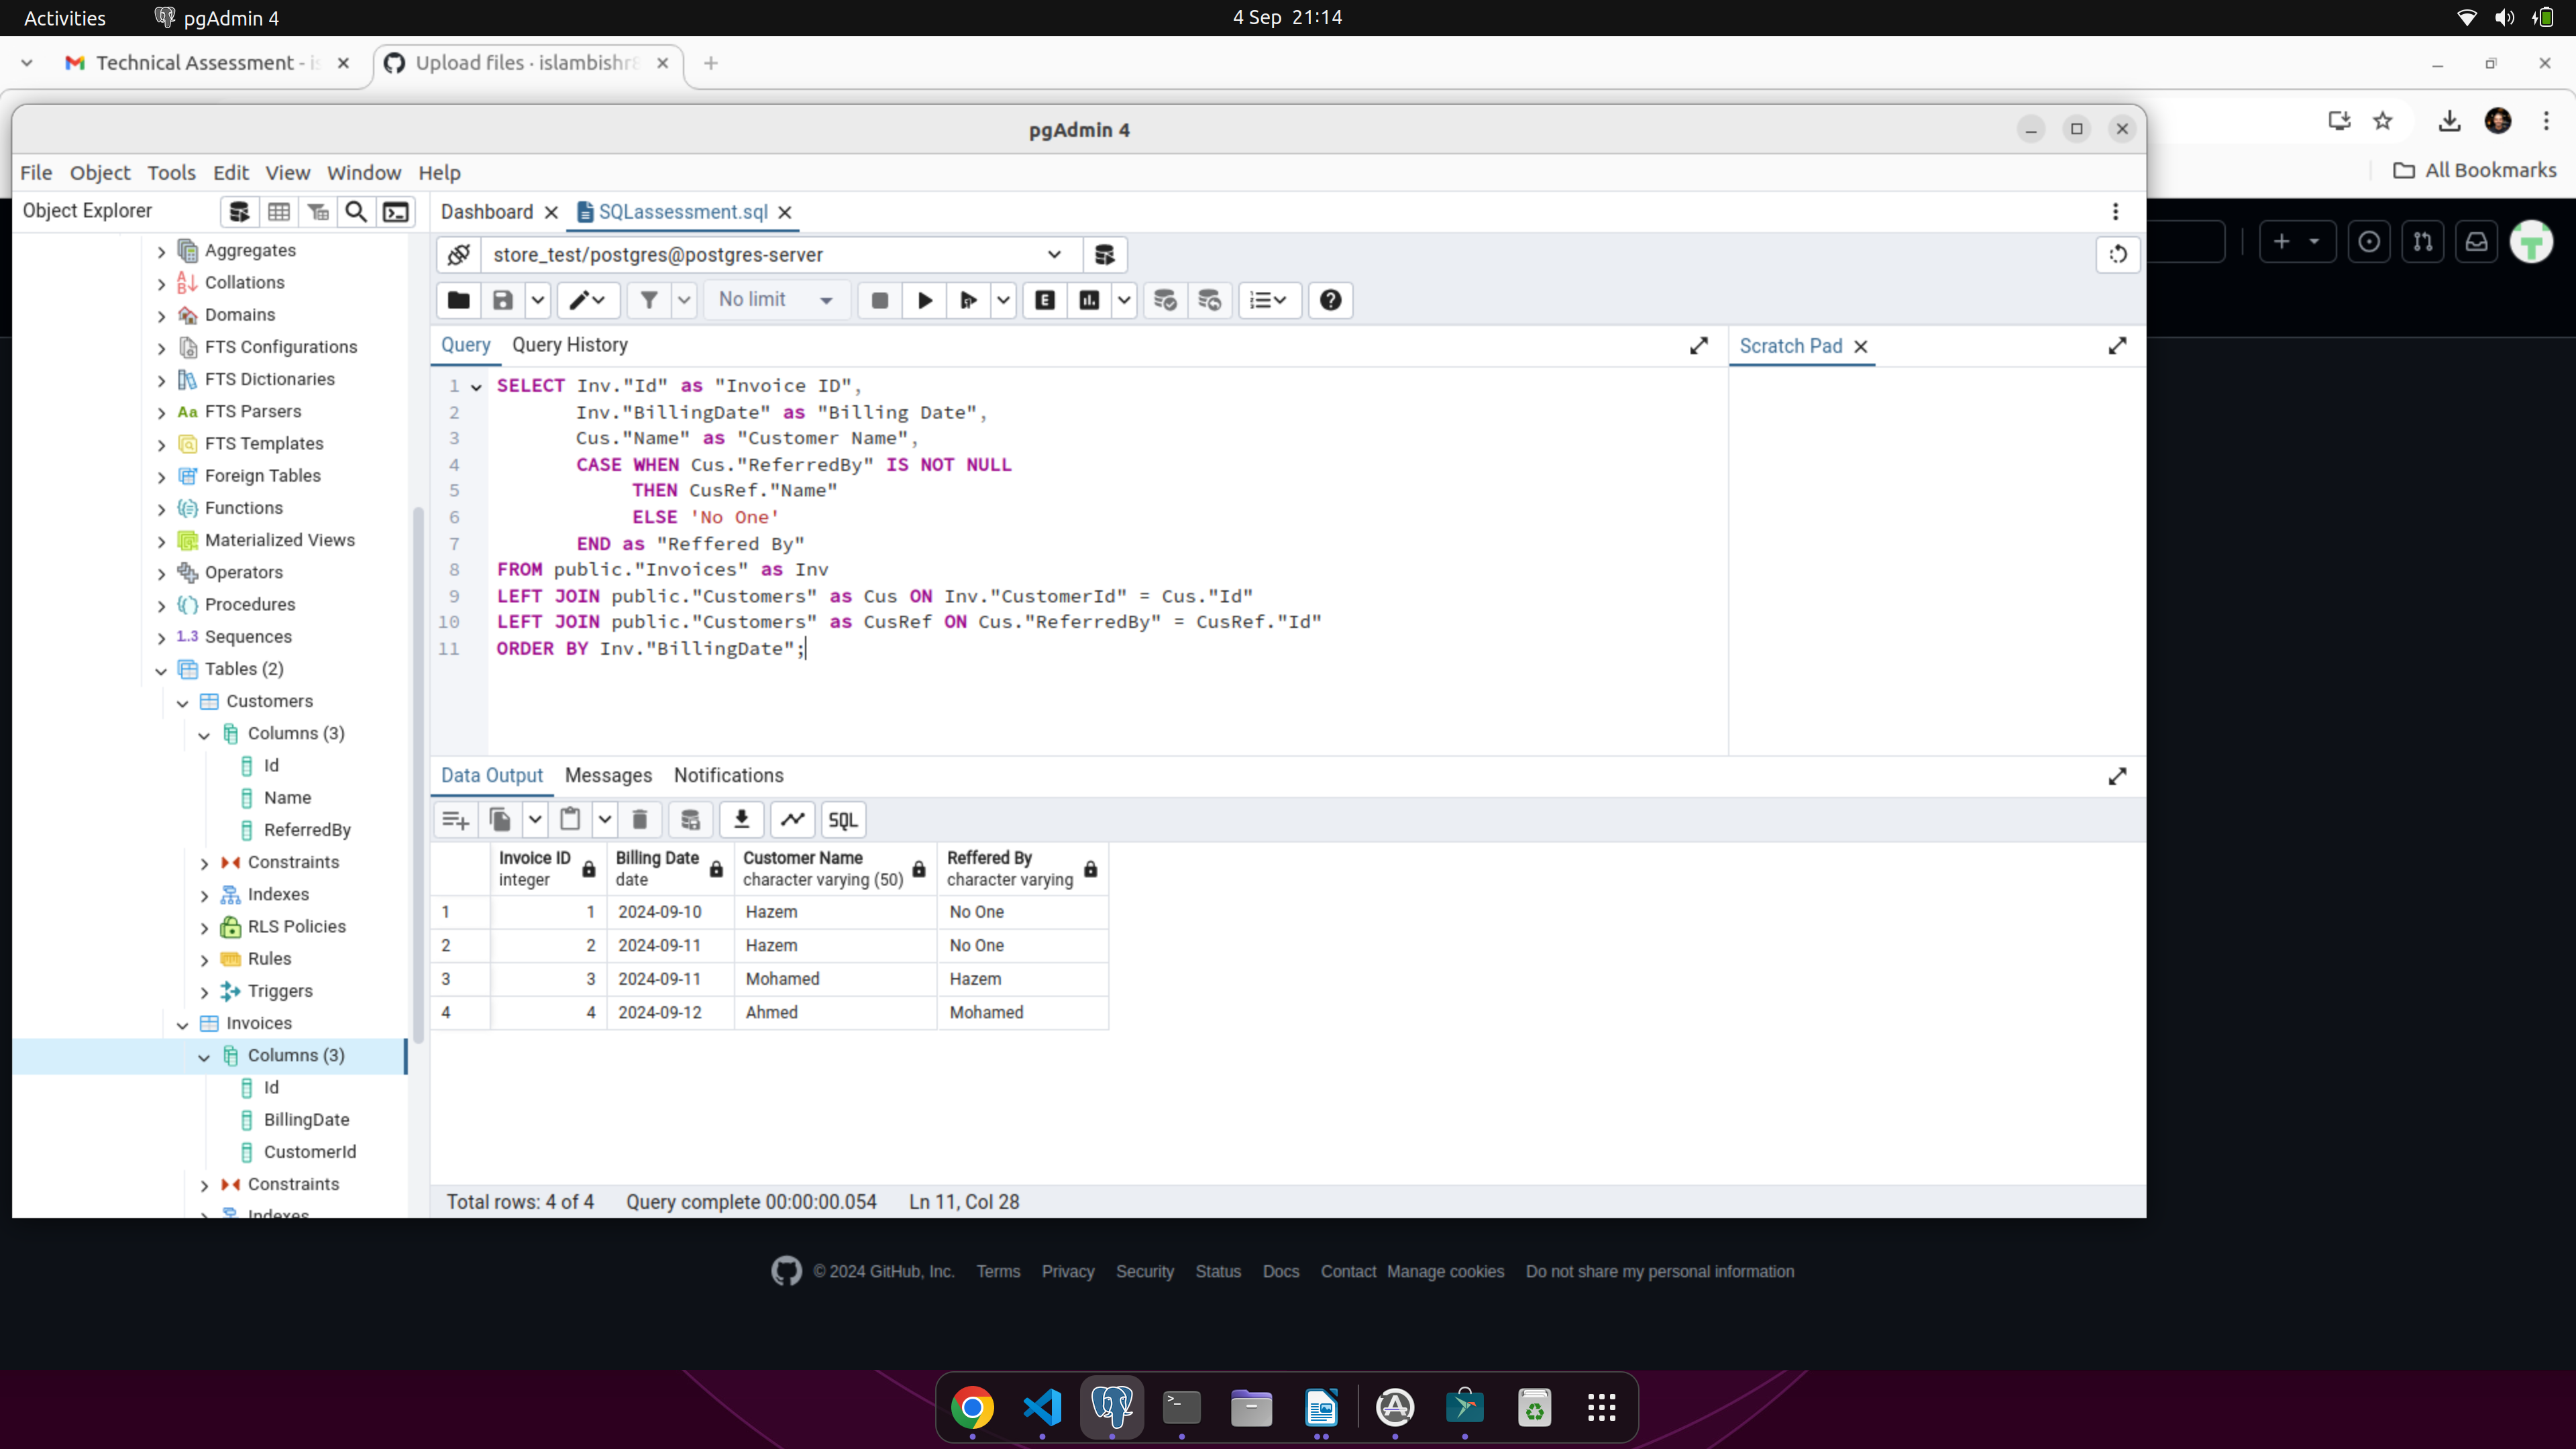 Activities
pgAdmin 4
4 Sep 21:14
Technical Assessment - is
Upload files · islambishr8
pgAdmin 4
All Bookmarks
File Object Tools Edit View Window Help
Object Explorer
Dashboard
SQLassessment.sql
store_test/postgres@postgres-server
No limit
E
Query
Query History
Scratch Pad
Aggregates
Collations
Domains
FTS Configurations
FTS Dictionaries
Aa FTS Parsers
FTS Templates
Foreign Tables
Functions
Materialized Views
Operators
Procedures
1..3 Sequences
Tables (2)
Customers
Columns (3)
Id
Name
ReferredBy
Constraints
Indexes
RLS Policies
Rules
Triggers
Invoices
Columns (3)
Id
BillingDate
CustomerId
Constraints
Indexes
1 SELECT Inv."Id" as "Invoice ID",
2 Inv."BillingDate" as "Billing Date",
3 Cus."Name" as "Customer Name",
4 CASE WHEN Cus."ReferredBy" IS NOT NULL
5 THEN CusRef."Name"
6 ELSE 'No One'
7 END as "Reffered By"
8 FROM public."Invoices" as Inv
9 LEFT JOIN public."Customers" as Cus ON Inv."CustomerId" = Cus."Id"
10 LEFT JOIN public."Customers" as CusRef ON Cus."ReferredBy" = CusRef."Id"
11 ORDER BY Inv."BillingDate";
Data Output Messages Notifications
SQL
Invoice ID Billing Date Customer Name Reffered By
integer date character varying (50) character varying
1 1 2024-09-10 Hazem No One
2 2 2024-09-11 Hazem No One
3 3 2024-09-11 Mohamed Hazem
4 4 2024-09-12 Ahmed Mohamed
Total rows: 4 of 4 Query complete 00:00:00.054 Ln 11, Col 28
© 2024 GitHub, Inc. Terms Privacy Security Status Docs Contact Manage cookies Do not share my personal information